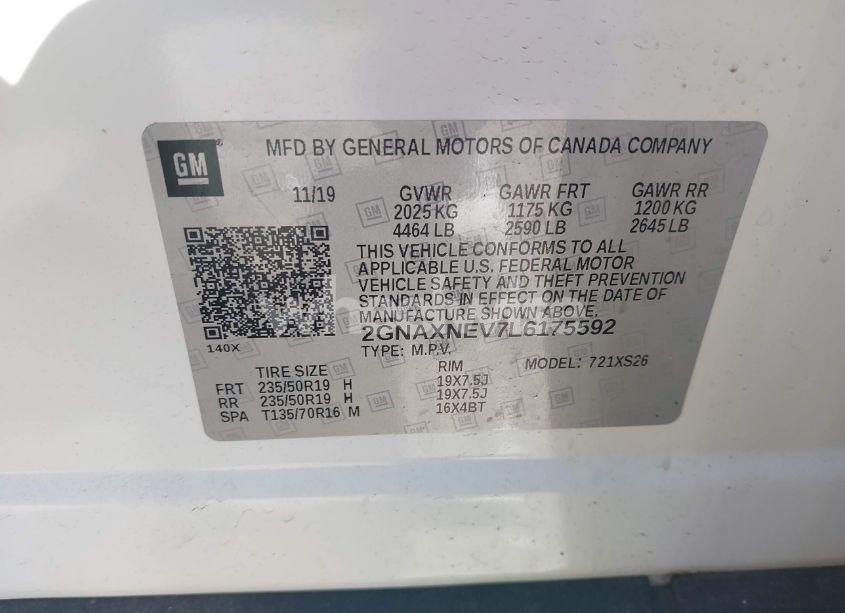 GM
MFD BY GENERAL MOTORS OF CANADA COMPANY
11/19 GVWR GAWR FRT GAWR RR
2025 KG 1175 KG 1200 KG
4464 LB 2590 LB 2645 LB
THIS VEHICLE CONFORMS TO ALL
APPLICABLE U.S. FEDERAL MOTOR
VEHICLE SAFETY AND THEFT PREVENTION
STANDARDS IN EFFECT ON THE DATE OF
MANUFACTURE SHOWN ABOVE.
2GNAXNEV7L6175592
140X
TYPE: M.P.V. MODEL: 721XS26
TIRE SIZE RIM
FRT 235/50R19 H 19X7.5J
RR 235/50R19 H 19X7.5J
SPA T135/70R16 M 16X4BT